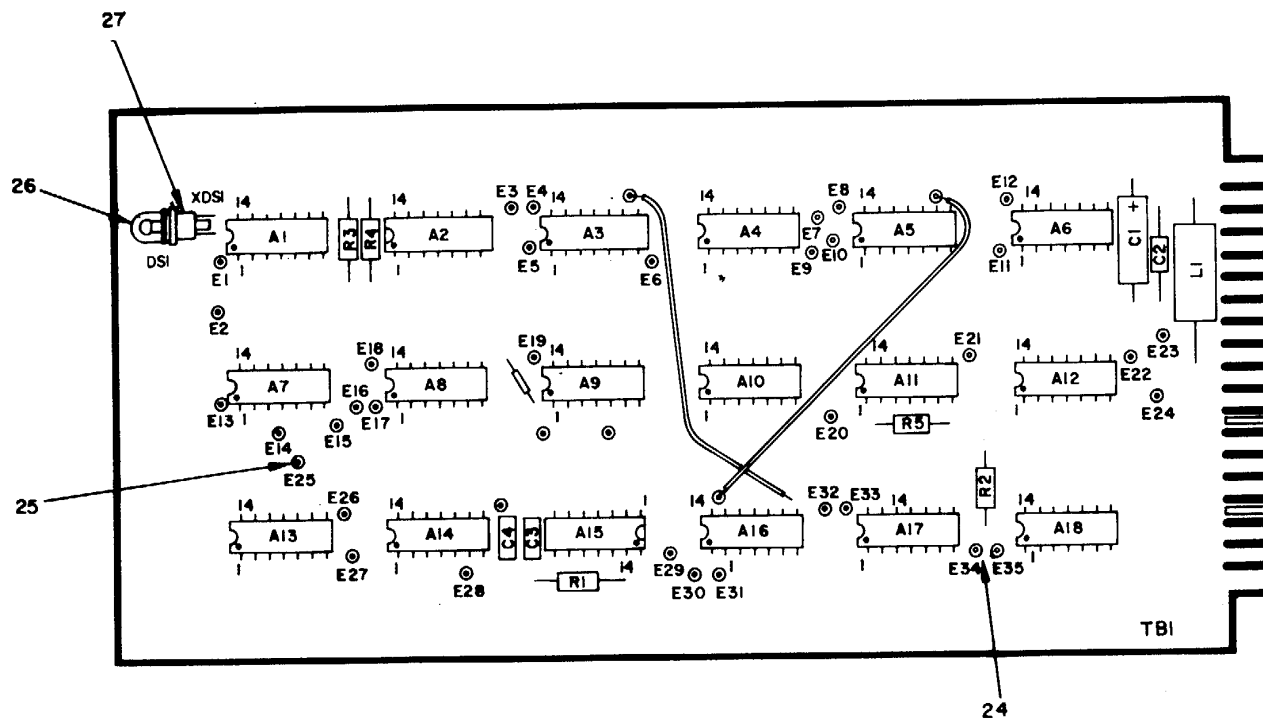 27
26
XDS1
DS1
14
A1
1
E1
E2
R3
R4
14
A2
1
E3 E4
14
A3
1
E5
E6
14
A4
1
E7
E8
E9
E10
14
A5
1
E11
E12
14
A6
1
C1
+
C2
L1
14
A7
1
E13
E14
E15
E16
E17
E18
14
A8
1
E19
14
A9
1
14
A10
1
E20
14
A11
1
E21
R5
14
A12
1
E22
E23
E24
25
E25
14
A13
1
E26
E27
14
A14
1
E28
C4
C3
1
A15
14
R1
E29
E30
E31
14
A16
1
E32
E33
14
A17
1
R2
E34
E35
14
A18
1
TB1
24